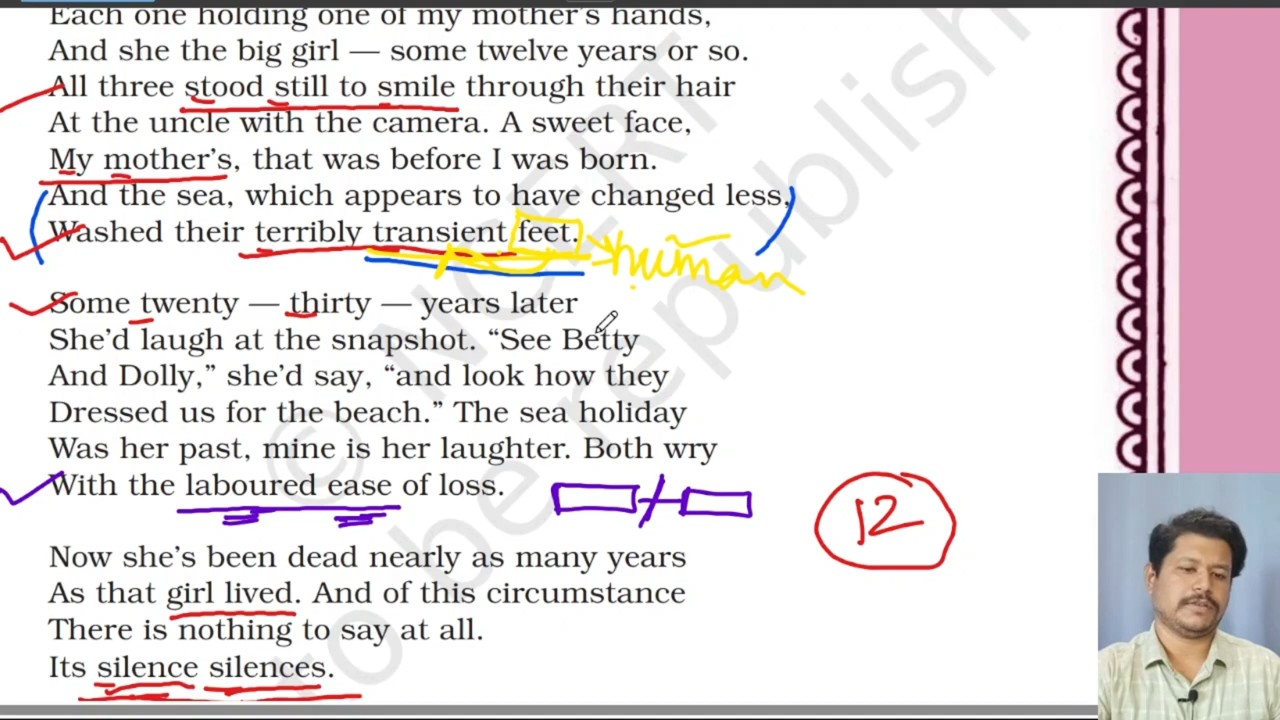 Each one holding one of my mother's hands,
And she the big girl — some twelve years or so.
All three stood still to smile through their hair
At the uncle with the camera. A sweet face,
My mother's, that was before I was born.
And the sea, which appears to have changed less,
Washed their terribly transient feet.
human
Some twenty — thirty — years later
She'd laugh at the snapshot. “See Betty
And Dolly,” she'd say, “and look how they
Dressed us for the beach.” The sea holiday
Was her past, mine is her laughter. Both wry
With the laboured ease of loss.
12
Now she's been dead nearly as many years
As that girl lived. And of this circumstance
There is nothing to say at all.
Its silence silences.
© NCERT
to be republish